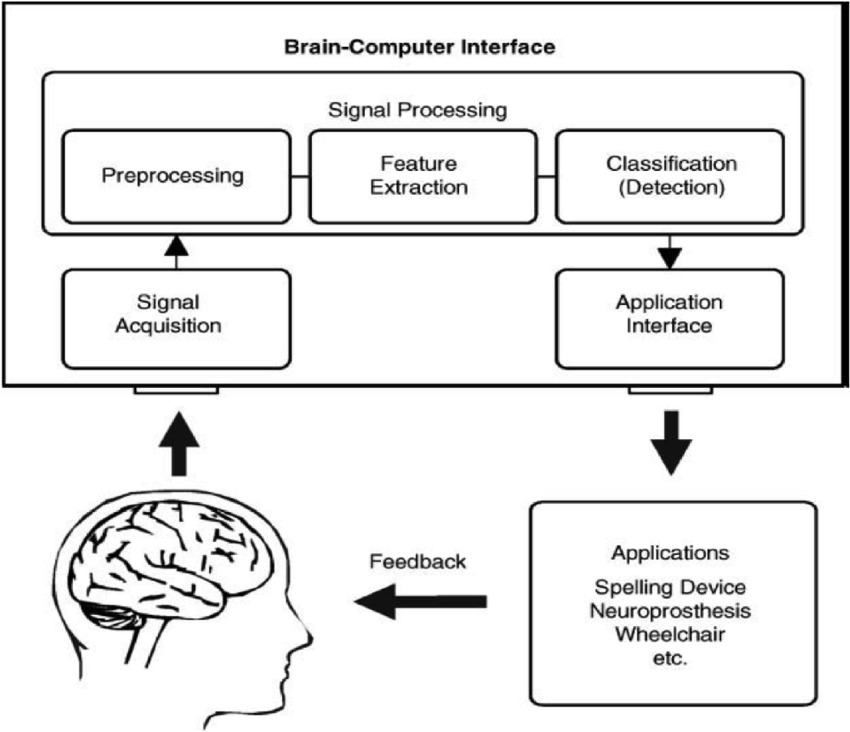 Brain-Computer Interface
Signal Processing
Preprocessing
Feature
Extraction
Classification
(Detection)
Signal
Acquisition
Application
Interface
Feedback
Applications
Spelling Device
Neuroprosthesis
Wheelchair
etc.